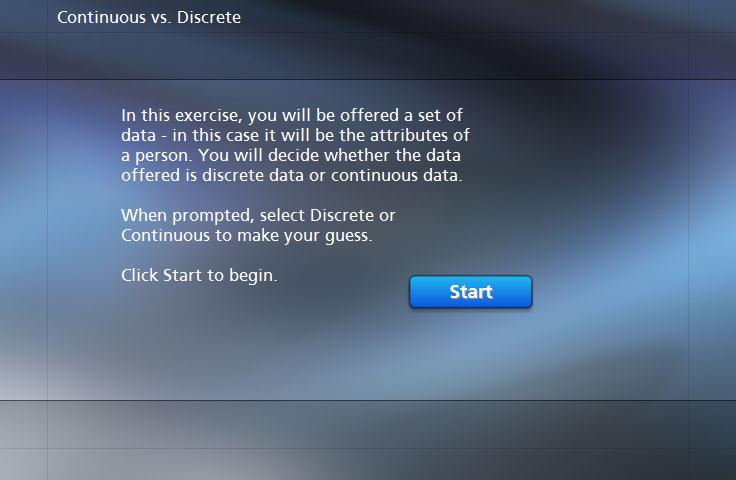 Continuous vs. Discrete
In this exercise, you will be offered a set of
data - in this case it will be the attributes of
a person. You will decide whether the data
offered is discrete data or continuous data.
When prompted, select Discrete or
Continuous to make your guess.
Click Start to begin.
Start